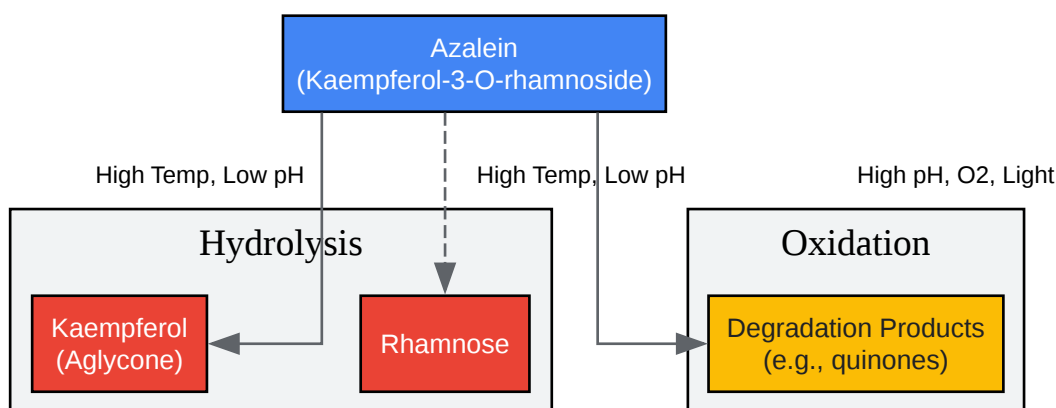 Azalein
(Kaempferol-3-O-rhamnoside)
High Temp, Low pH
High Temp, Low pH
High pH, O2, Light
Hydrolysis
Oxidation
Kaempferol
(Aglycone)
Rhamnose
Degradation Products
(e.g., quinones)